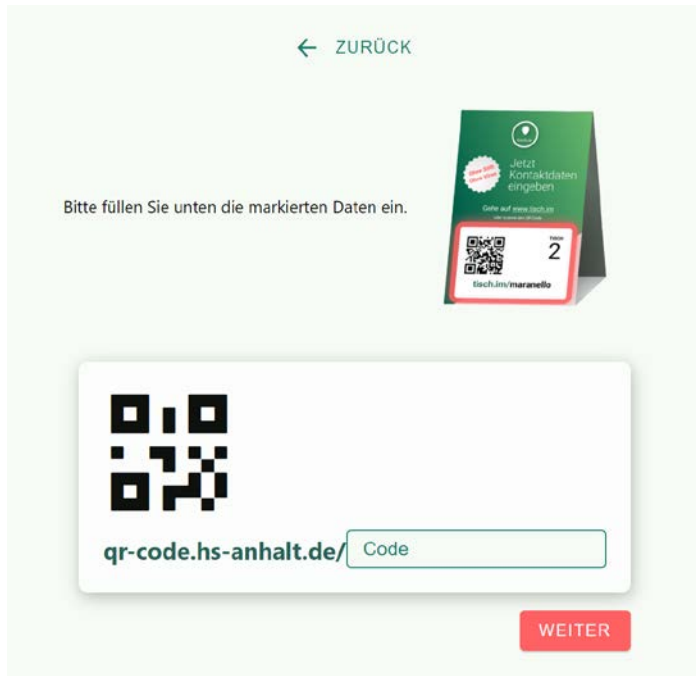 ← ZURÜCK
Bitte füllen Sie unten die markierten Daten ein.
Jetzt
Kontaktdaten
eingeben
Gehe auf www.tisch.im
2
tisch.im/maranello
qr-code.hs-anhalt.de/ Code
WEITER